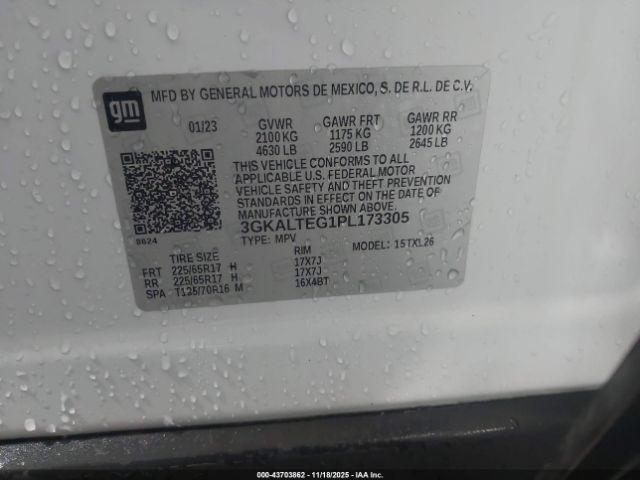 gm
MFD BY GENERAL MOTORS DE MEXICO, S. DE R.L. DE C.V.
01/23 GVWR GAWR FRT GAWR RR
2100 KG 1175 KG 1200 KG
4630 LB 2590 LB 2645 LB
THIS VEHICLE CONFORMS TO ALL
APPLICABLE U.S. FEDERAL MOTOR
VEHICLE SAFETY AND THEFT PREVENTION
STANDARDS IN EFFECT ON THE DATE OF
MANUFACTURE SHOWN ABOVE.
3GKALTEG1PL173305
8624 TYPE: MPV MODEL: 15TXL26
TIRE SIZE RIM
FRT 225/65R17 H 17X7J
RR 225/65R17 H 17X7J
SPA T135/70R16 M 16X4BT
© 0000-43703862 - 11/18/2025 - IAA Inc.